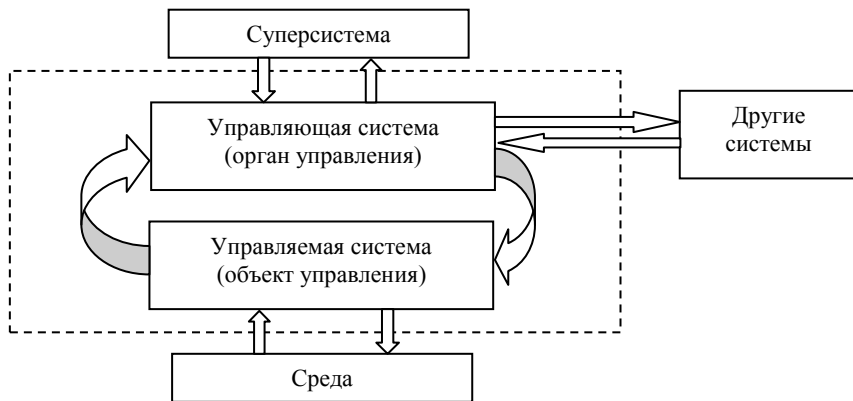 Суперсистема
Управляющая система
(орган управления)
Другие
системы
Управляемая система
(объект управления)
Среда